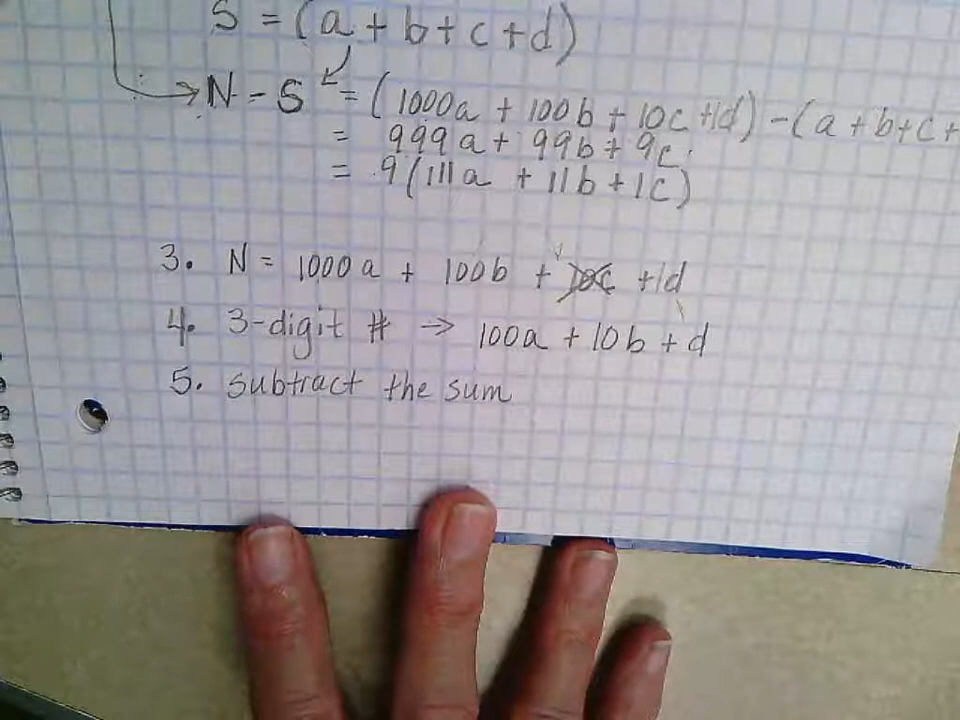 S = (a + b + c + d)
N - S = (1000a + 100b + 10c + 1d) - (a + b + c +
= 999a + 99b + 9c
= 9(111a + 11b + 1c)
3. N = 1000a + 100b + 10c + 1d
4. 3-digit # → 100a + 10b + d
5. subtract the sum